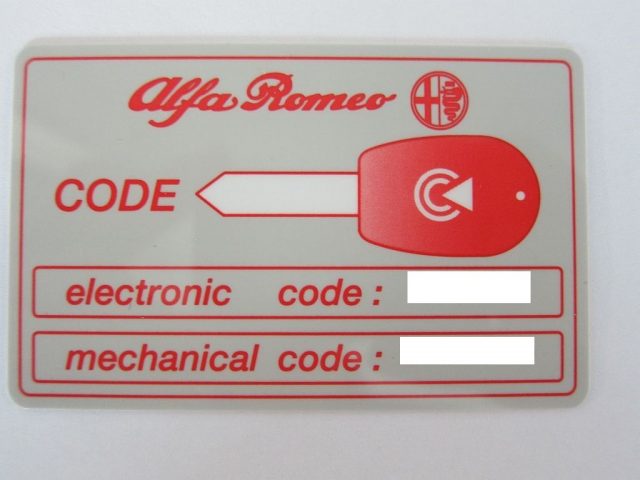 Alfa Romeo
CODE
electronic code :
mechanical code :